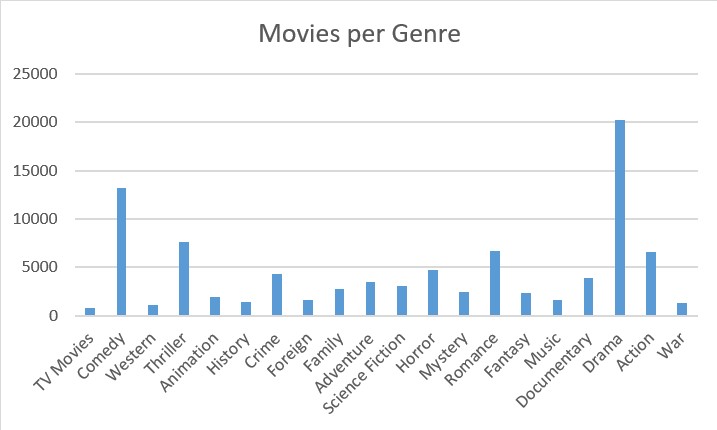 Movies per Genre
25000
20000
15000
10000
5000
0
TV Movies
Comedy
Western
Thriller
Animation
History
Crime
Foreign
Family
Adventure
Science Fiction
Horror
Mystery
Romance
Fantasy
Music
Documentary
Drama
Action
War